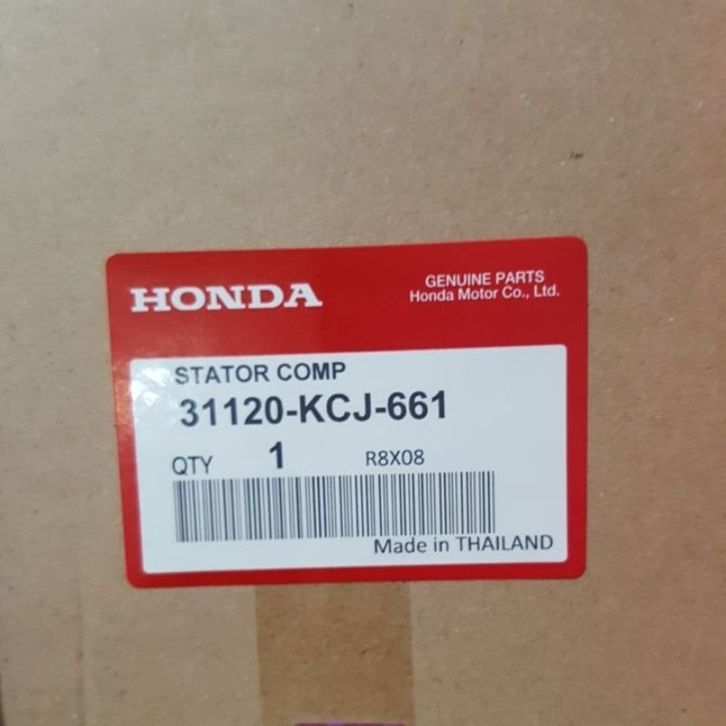 HONDA
GENUINE PARTS
Honda Motor Co., Ltd.
STATOR COMP
31120-KCJ-661
QTY 1 R8X08
Made in THAILAND